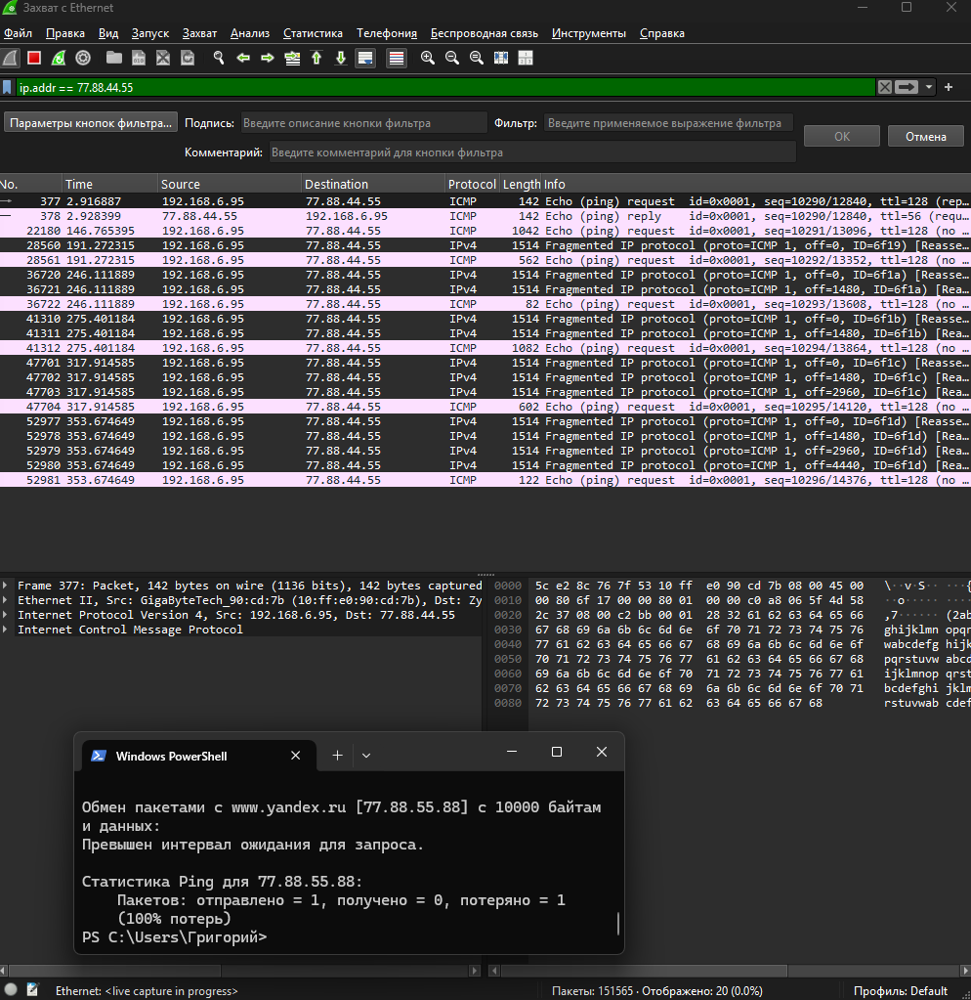 Захват с Ethernet
Файл Правка Вид Запуск Захват Анализ Статистика Телефония Беспроводная связь Инструменты Справка
ip.addr == 77.88.44.55
Параметры кнопок фильтра... Подпись: Введите описание кнопки фильтра Фильтр: Введите применяемое выражение фильтра
OK Отмена
Комментарий: Введите комментарий для кнопки фильтра
No. Time Source Destination Protocol Length Info
377 2.916887 192.168.6.95 77.88.44.55 ICMP 142 Echo (ping) request id=0x0001, seq=10290/12840, ttl=128 (rep…
378 2.928399 77.88.44.55 192.168.6.95 ICMP 142 Echo (ping) reply id=0x0001, seq=10290/12840, ttl=56 (requ…
22180 146.765395 192.168.6.95 77.88.44.55 ICMP 1042 Echo (ping) request id=0x0001, seq=10291/13096, ttl=128 (no …
28560 191.272315 192.168.6.95 77.88.44.55 IPv4 1514 Fragmented IP protocol (proto=ICMP 1, off=0, ID=6f19) [Reasse…
28561 191.272315 192.168.6.95 77.88.44.55 ICMP 562 Echo (ping) request id=0x0001, seq=10292/13352, ttl=128 (no …
36720 246.111889 192.168.6.95 77.88.44.55 IPv4 1514 Fragmented IP protocol (proto=ICMP 1, off=0, ID=6f1a) [Reasse…
36721 246.111889 192.168.6.95 77.88.44.55 IPv4 1514 Fragmented IP protocol (proto=ICMP 1, off=1480, ID=6f1a) [Rea…
36722 246.111889 192.168.6.95 77.88.44.55 ICMP 82 Echo (ping) request id=0x0001, seq=10293/13608, ttl=128 (no …
41310 275.401184 192.168.6.95 77.88.44.55 IPv4 1514 Fragmented IP protocol (proto=ICMP 1, off=0, ID=6f1b) [Reasse…
41311 275.401184 192.168.6.95 77.88.44.55 IPv4 1514 Fragmented IP protocol (proto=ICMP 1, off=1480, ID=6f1b) [Rea…
41312 275.401184 192.168.6.95 77.88.44.55 ICMP 1082 Echo (ping) request id=0x0001, seq=10294/13864, ttl=128 (no …
47701 317.914585 192.168.6.95 77.88.44.55 IPv4 1514 Fragmented IP protocol (proto=ICMP 1, off=0, ID=6f1c) [Reasse…
47702 317.914585 192.168.6.95 77.88.44.55 IPv4 1514 Fragmented IP protocol (proto=ICMP 1, off=1480, ID=6f1c) [Rea…
47703 317.914585 192.168.6.95 77.88.44.55 IPv4 1514 Fragmented IP protocol (proto=ICMP 1, off=2960, ID=6f1c) [Rea…
47704 317.914585 192.168.6.95 77.88.44.55 ICMP 602 Echo (ping) request id=0x0001, seq=10295/14120, ttl=128 (no …
52977 353.674649 192.168.6.95 77.88.44.55 IPv4 1514 Fragmented IP protocol (proto=ICMP 1, off=0, ID=6f1d) [Reasse…
52978 353.674649 192.168.6.95 77.88.44.55 IPv4 1514 Fragmented IP protocol (proto=ICMP 1, off=1480, ID=6f1d) [Rea…
52979 353.674649 192.168.6.95 77.88.44.55 IPv4 1514 Fragmented IP protocol (proto=ICMP 1, off=2960, ID=6f1d) [Rea…
52980 353.674649 192.168.6.95 77.88.44.55 IPv4 1514 Fragmented IP protocol (proto=ICMP 1, off=4440, ID=6f1d) [Rea…
52981 353.674649 192.168.6.95 77.88.44.55 ICMP 122 Echo (ping) request id=0x0001, seq=10296/14376, ttl=128 (no …
Frame 377: Packet, 142 bytes on wire (1136 bits), 142 bytes captured
Ethernet II, Src: GigaByteTech_90:cd:7b (10:ff:e0:90:cd:7b), Dst: Zy
Internet Protocol Version 4, Src: 192.168.6.95, Dst: 77.88.44.55
Internet Control Message Protocol
0000 5c e2 8c 76 7f 53 10 ff e0 90 cd 7b 08 00 45 00 \··v·S·· ···{
0010 00 80 6f 17 00 00 80 01 00 00 c0 a8 06 5f 4d 58 ··o·····
0020 2c 37 08 00 c2 bb 00 01 28 32 61 62 63 64 65 66 ,7······ (2ab
0030 67 68 69 6a 6b 6c 6d 6e 6f 70 71 72 73 74 75 76 ghijklmn opqr
0040 77 61 62 63 64 65 66 67 68 69 6a 6b 6c 6d 6e 6f wabcdefg hijk
0050 70 71 72 73 74 75 76 77 61 62 63 64 65 66 67 68 pqrstuvw abcd
0060 69 6a 6b 6c 6d 6e 6f 70 71 72 73 74 75 76 77 61 ijklmnop qrst
0070 62 63 64 65 66 67 68 69 6a 6b 6c 6d 6e 6f 70 71 bcdefghi jklm
0080 72 73 74 75 76 77 61 62 63 64 65 66 67 68 rstuvwab cdef
Windows PowerShell
Обмен пакетами с www.yandex.ru [77.88.55.88] с 10000 байтам
и данных:
Превышен интервал ожидания для запроса.
Статистика Ping для 77.88.55.88:
Пакетов: отправлено = 1, получено = 0, потеряно = 1
(100% потерь)
PS C:\Users\Григорий>
Ethernet: <live capture in progress> Пакеты: 151565 · Отображено: 20 (0.0%) Профиль: Default